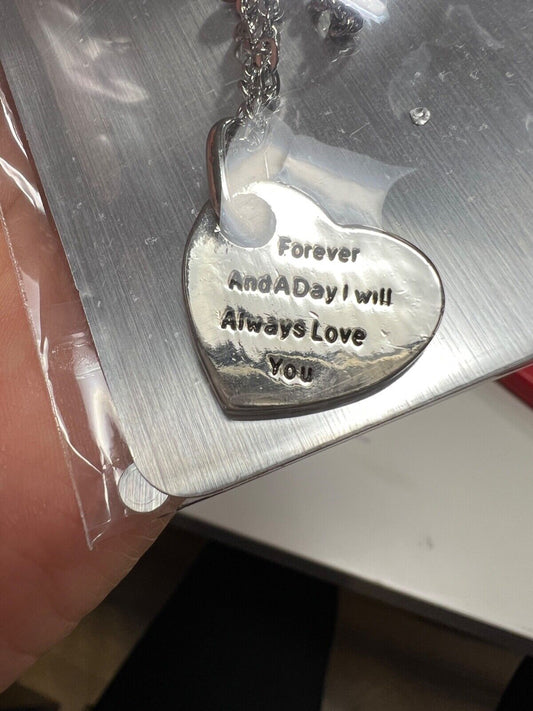 Forever
And A Day I will
Always Love
You